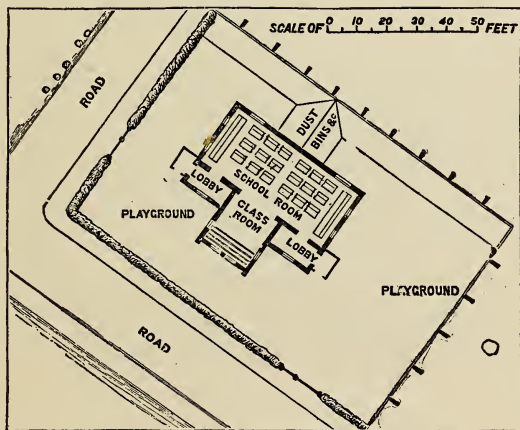 SCALE OF 0 10 20 30 40 50 FEET
ROAD
DUST
BINS &c
SCHOOL ROOM
LOBBY
CLASS
ROOM
LOBBY
PLAYGROUND
PLAYGROUND
ROAD